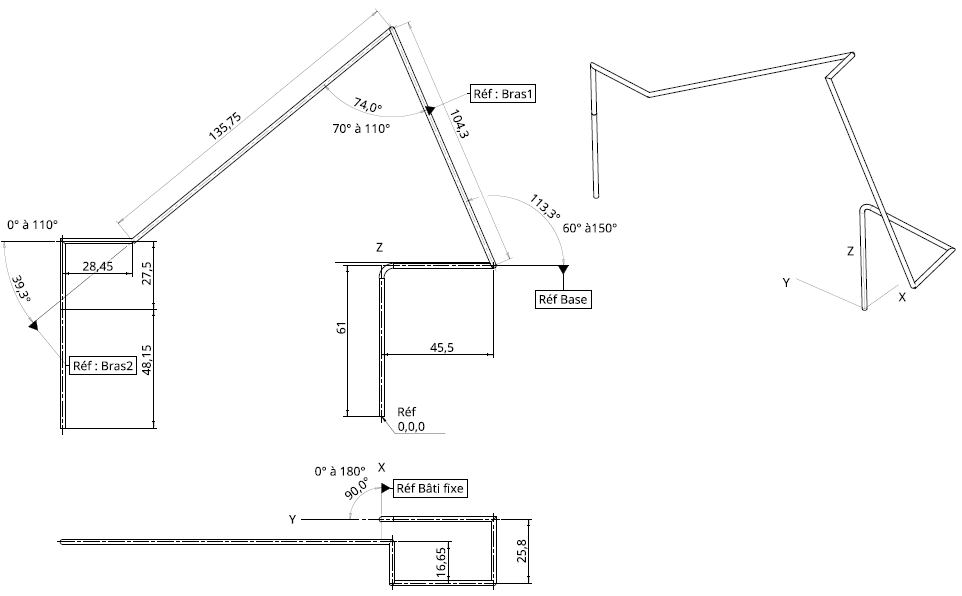 135,75
74,0°
70° à 110°
Réf : Bras1
104,3
113,3°
60° à150°
0° à 110°
28,45
27,5
39,3°
Réf : Bras2
48,15
Z
61
45,5
Réf
0,0,0
Réf Base
Z
Y
X
0° à 180°
X
90,0°
Réf Bâti fixe
Y
16,65
25,8